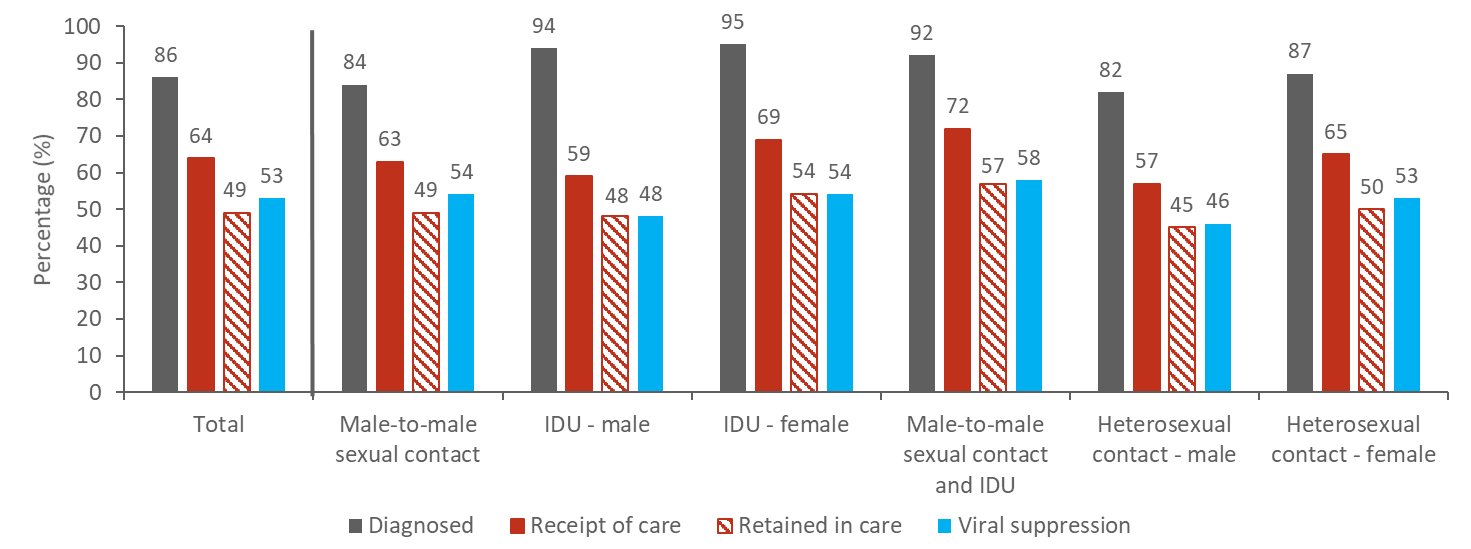 Percentage (%)
100
90
80
70
60
50
40
30
20
10
0
86
64
49
53
84
63
49
54
94
59
48
48
95
69
54
54
92
72
57
58
82
57
45
46
87
65
50
53
Total
Male-to-male
sexual contact
IDU - male
IDU - female
Male-to-male
sexual contact
and IDU
Heterosexual
contact - male
Heterosexual
contact - female
Diagnosed
Receipt of care
Retained in care
Viral suppression